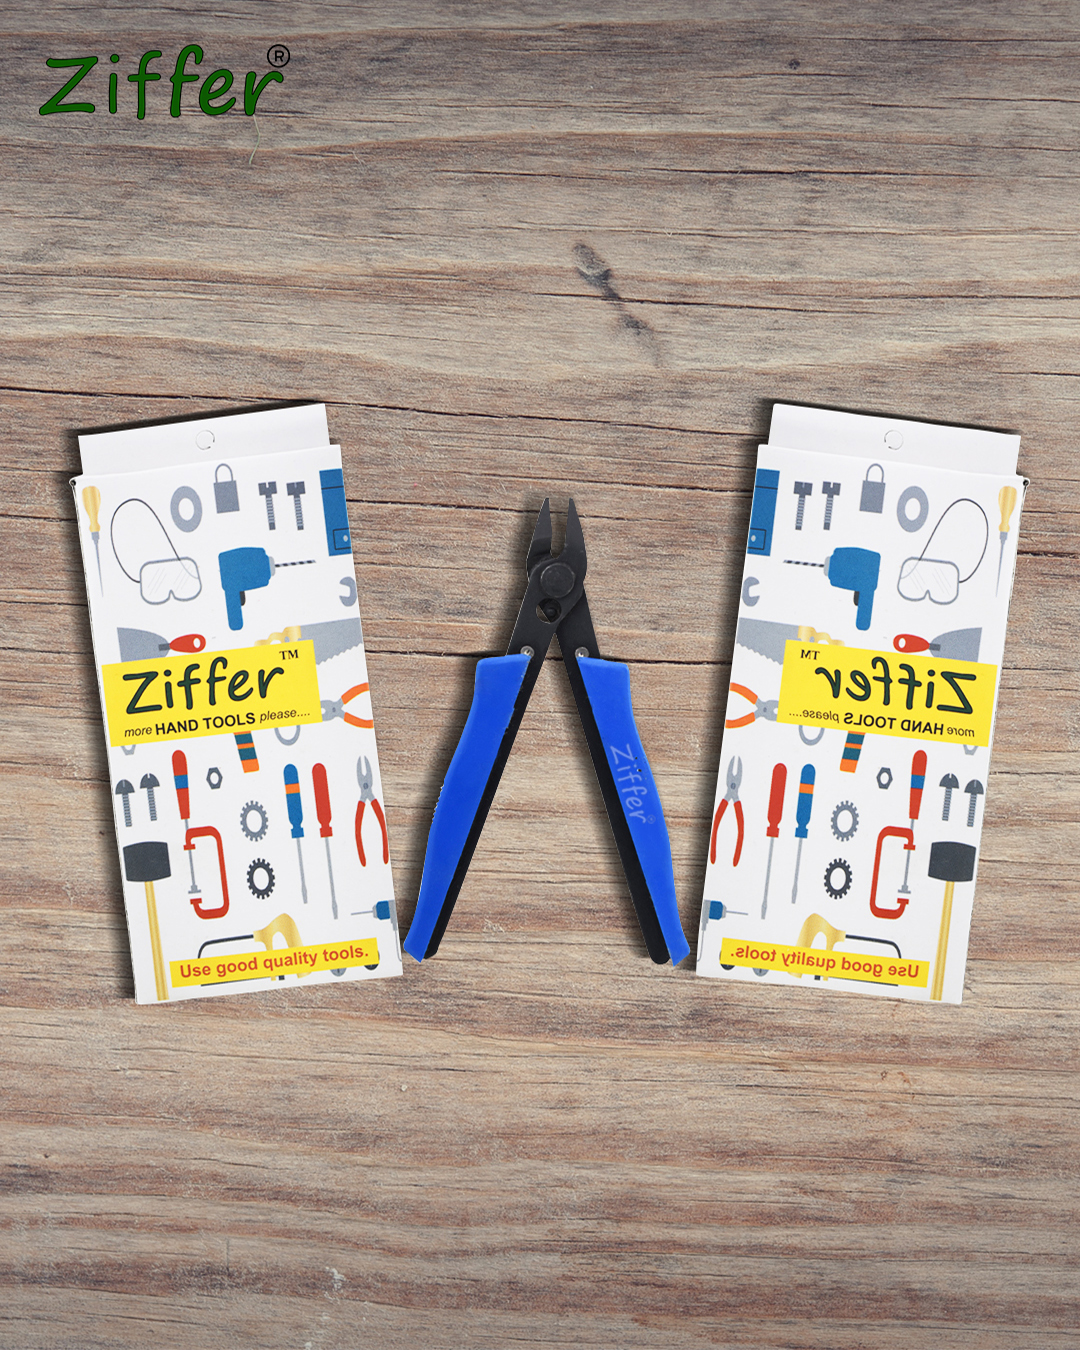 Ziffer®
Ziffer™
more HAND TOOLS please....
Use good quality tools.
Ziffer®
Ziffer™
more HAND TOOLS please....
Use good quality tools.